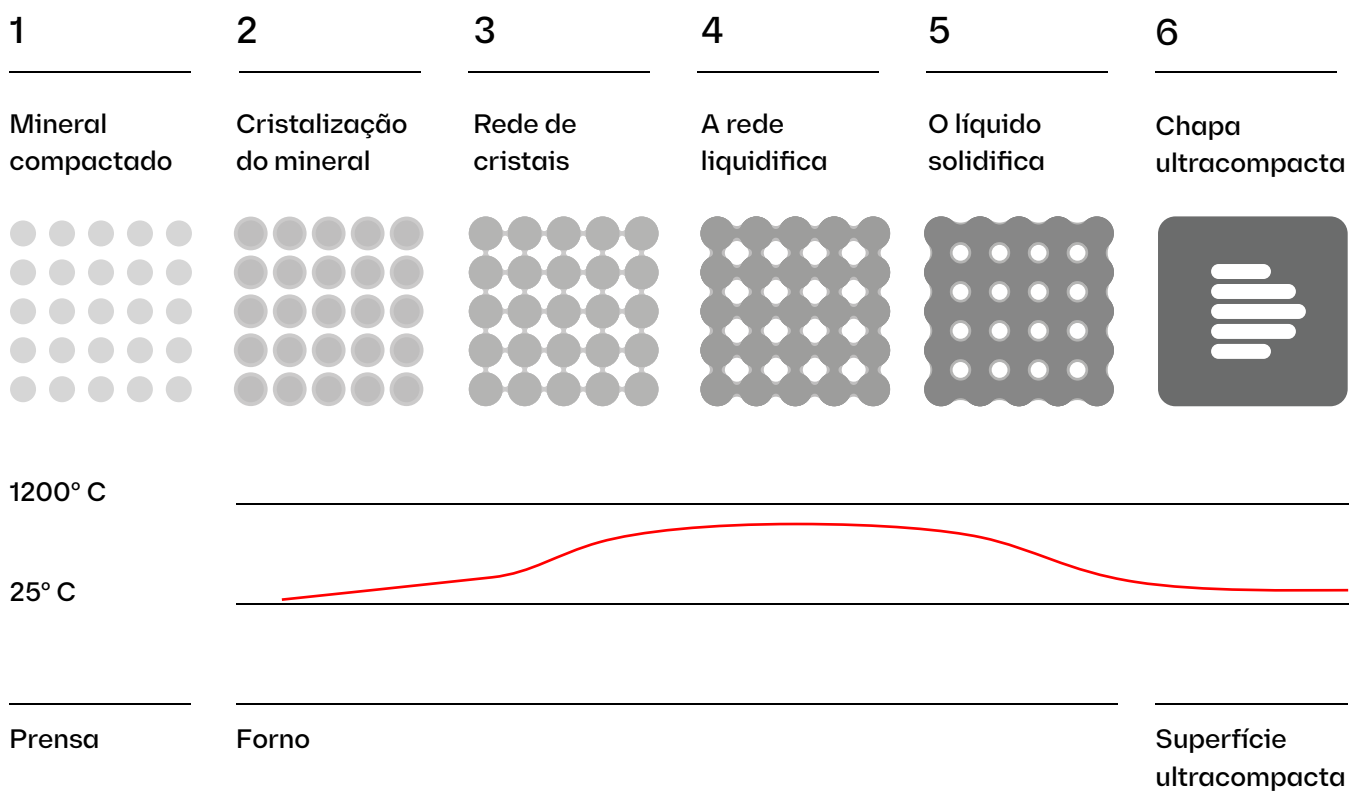 1
2
3
4
5
6
Mineral
compactado
Cristalização
do mineral
Rede de
cristais
A rede
liquidifica
O líquido
solidifica
Chapa
ultracompacta
1200° C
25° C
Prensa
Forno
Superfície
ultracompacta